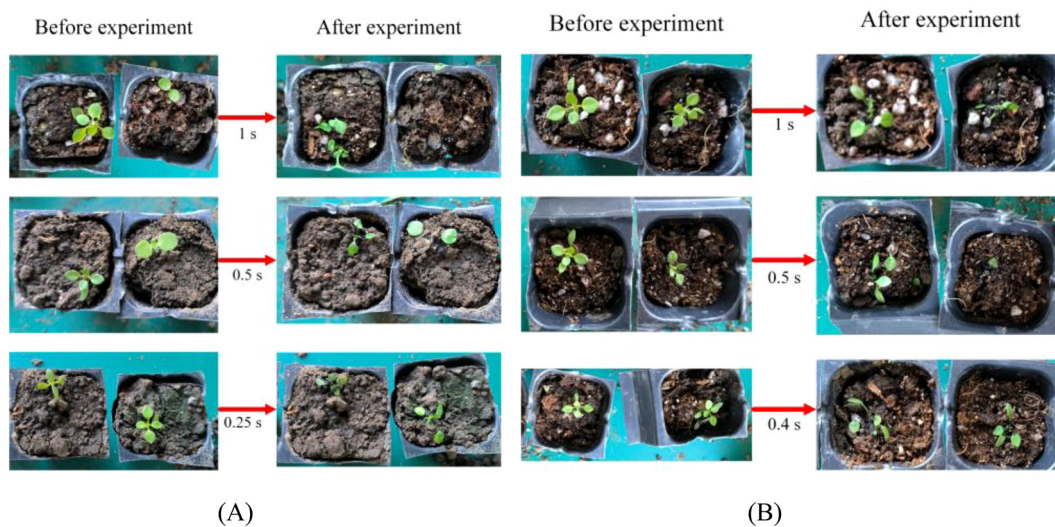 Before experiment
After experiment
Before experiment
After experiment
1 s
1 s
0.5 s
0.5 s
0.25 s
0.4 s
(A)
(B)